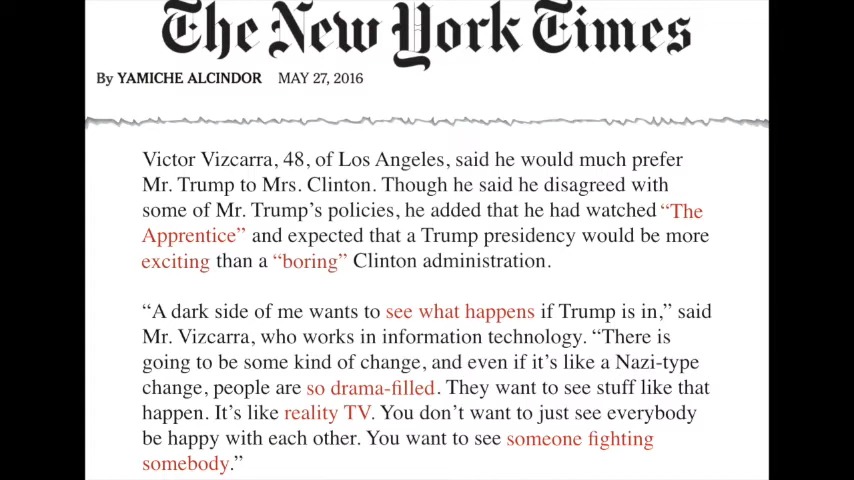 The New York Times
By YAMICHE ALCINDOR MAY 27, 2016
Victor Vizcarra, 48, of Los Angeles, said he would much prefer
Mr. Trump to Mrs. Clinton. Though he said he disagreed with
some of Mr. Trump’s policies, he added that he had watched “The
Apprentice” and expected that a Trump presidency would be more
exciting than a “boring” Clinton administration.
“A dark side of me wants to see what happens if Trump is in,” said
Mr. Vizcarra, who works in information technology. “There is
going to be some kind of change, and even if it’s like a Nazi-type
change, people are so drama-filled. They want to see stuff like that
happen. It’s like reality TV. You don’t want to just see everybody
be happy with each other. You want to see someone fighting
somebody.”